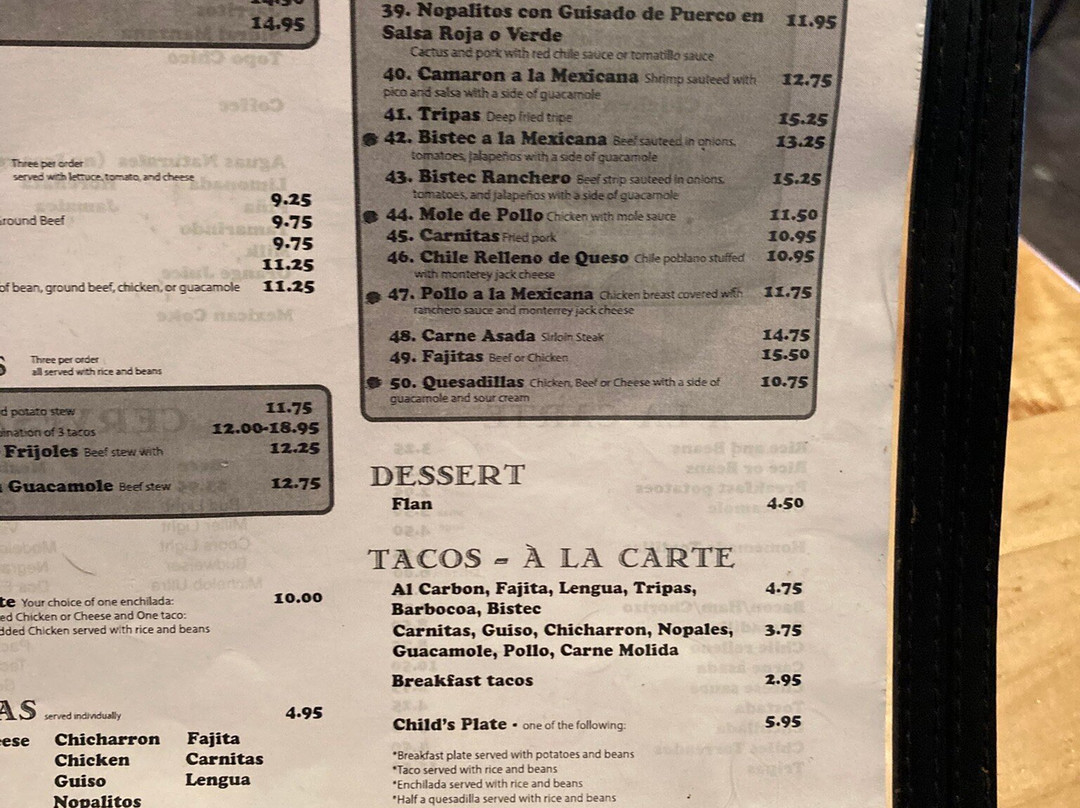 14.95
Three per order
served with lettuce, tomato, and cheese
9.25
round Beef 9.75
9.75
11.25
of bean, ground beef, chicken, or guacamole 11.25
S Three per order
all served with rice and beans
d potato stew 11.75
ination of 3 tacos 12.00-18.95
Frijoles Beef stew with 12.25
Guacamole Beef stew 12.75
te Your choice of one enchilada: 10.00
ed Chicken or Cheese and One taco:
dded Chicken served with rice and beans
AS served individually 4.95
eese Chicharron Fajita
Chicken Carnitas
Guiso Lengua
Nopalitos
39. Nopalitos con Guisado de Puerco en 11.95
Salsa Roja o Verde
Cactus and pork with red chile sauce or tomatillo sauce
40. Camaron a la Mexicana Shrimp sauteed with 12.75
pico and salsa with a side of guacamole
41. Tripas Deep fried tripe 15.25
42. Bistec a la Mexicana Beef sauteed in onions, 13.25
tomatoes, jalapeños with a side of guacamole
43. Bistec Ranchero Beef strip sauteed in onions, 15.25
tomatoes, and jalapeños with a side of guacamole
44. Mole de Pollo Chicken with mole sauce 11.50
45. Carnitas Fried pork 10.95
46. Chile Relleno de Queso Chile poblano stuffed 10.95
with monterey jack cheese
47. Pollo a la Mexicana Chicken breast covered with 11.75
ranchero sauce and monterrey jack cheese
48. Carne Asada Sirloin Steak 14.75
49. Fajitas Beef or Chicken 15.50
50. Quesadillas Chicken, Beef or Cheese with a side of 10.75
guacamole and sour cream
DESSERT
Flan 4.50
TACOS - À LA CARTE
Al Carbon, Fajita, Lengua, Tripas, 4.75
Barbocoa, Bistec
Carnitas, Guiso, Chicharron, Nopales, 3.75
Guacamole, Pollo, Carne Molida
Breakfast tacos 2.95
Child's Plate • one of the following: 5.95
*Breakfast plate served with potatoes and beans
*Taco served with rice and beans
*Enchilada served with rice and beans
*Half a quesadilla served with rice and beans